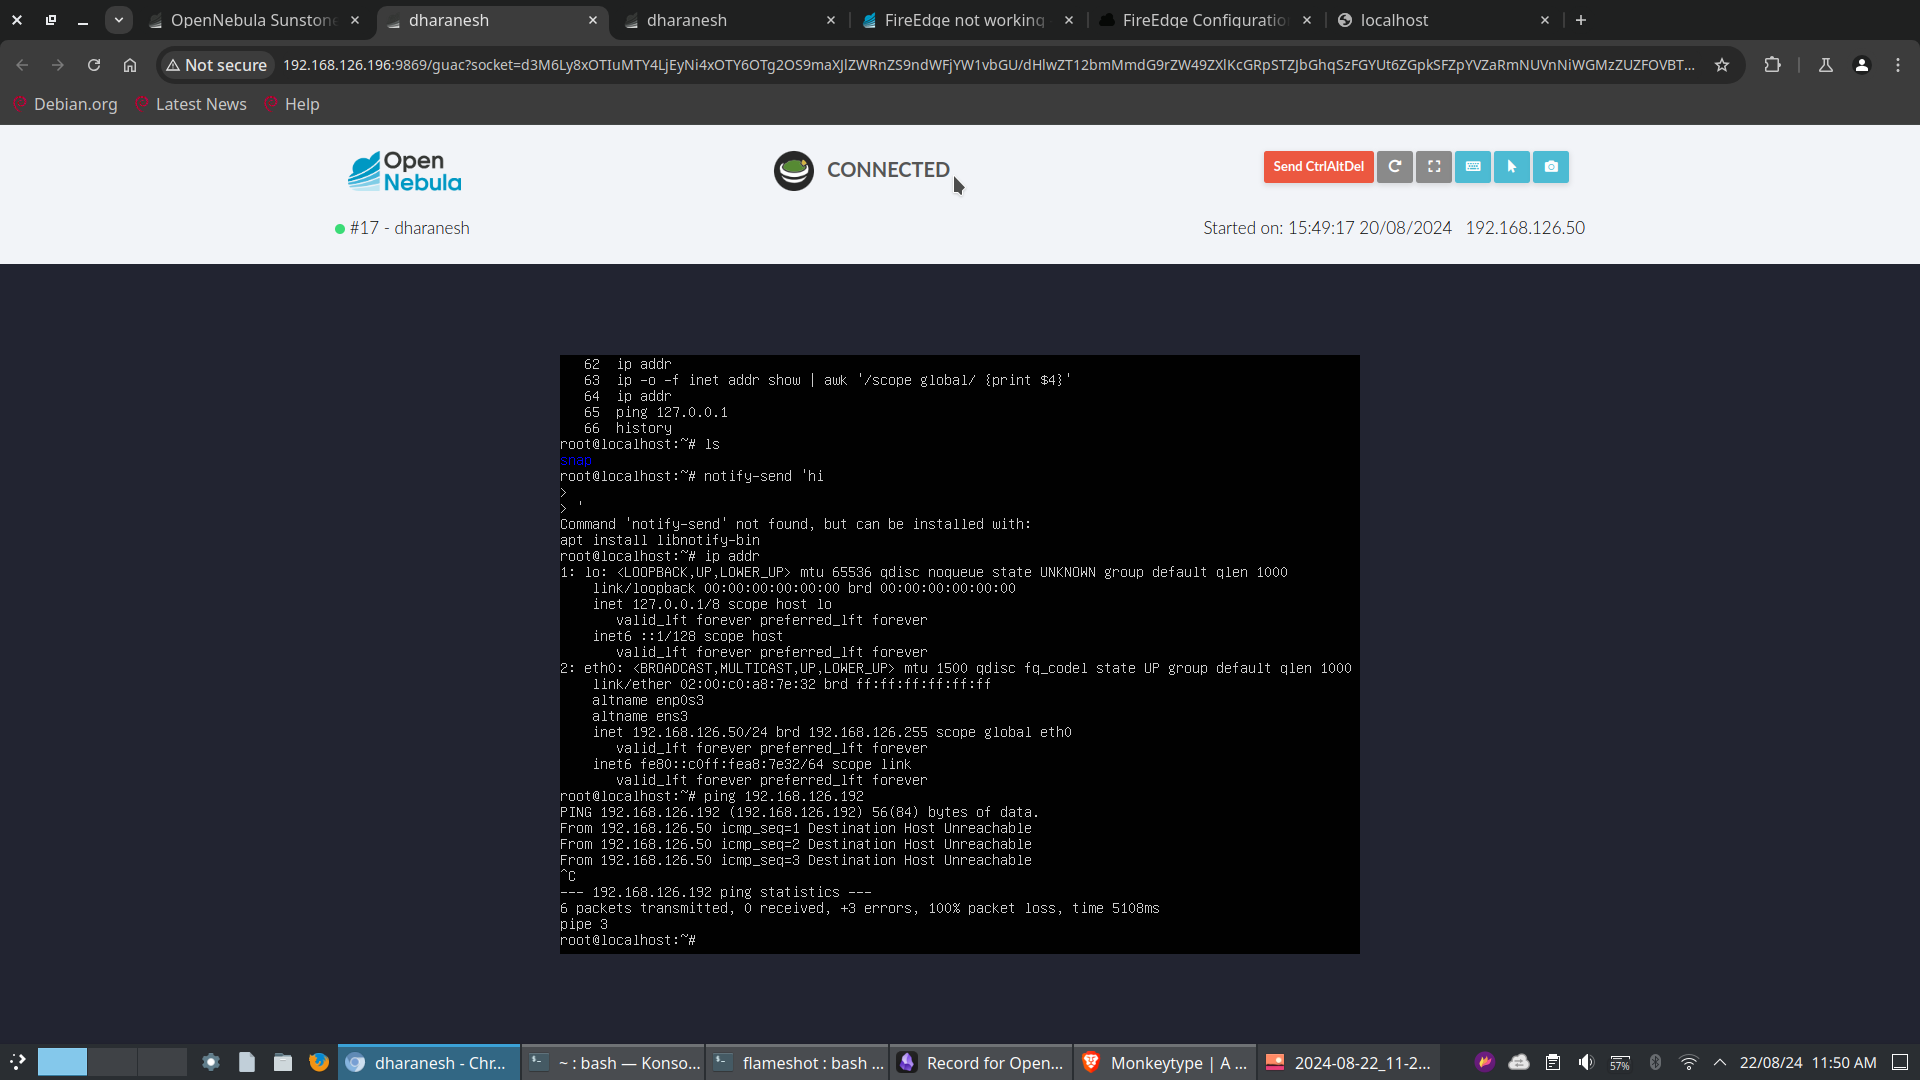 OpenNebula Sunstone
dharanesh
dharanesh
FireEdge not working
FireEdge Configuratio
localhost
Not secure
192.168.126.196:9869/guac?socket=
Debian.org
Latest News
Help
Open
Nebula
CONNECTED
Send CtrlAltDel
#17 - dharanesh
Started on: 15:49:17 20/08/2024 192.168.126.50
62 ip addr
63 ip -o -f inet addr show | awk '/scope global/ {print $4}'
64 ip addr
65 ping 127.0.0.1
66 history
root@localhost:~# ls
snap
root@localhost:~# notify-send 'hi
>
> '
Command 'notify-send' not found, but can be installed with:
apt install libnotify-bin
root@localhost:~# ip addr
1: lo: <LOOPBACK,UP,LOWER_UP> mtu 65536 qdisc noqueue state UNKNOWN group default qlen 1000
link/loopback 00:00:00:00:00:00 brd 00:00:00:00:00:00
inet 127.0.0.1/8 scope host lo
valid_lft forever preferred_lft forever
inet6 ::1/128 scope host
valid_lft forever preferred_lft forever
2: eth0: <BROADCAST,MULTICAST,UP,LOWER_UP> mtu 1500 qdisc fq_codel state UP group default qlen 1000
link/ether 02:00:c0:a8:7e:32 brd ff:ff:ff:ff:ff:ff
altname enp0s3
altname ens3
inet 192.168.126.50/24 brd 192.168.126.255 scope global eth0
valid_lft forever preferred_lft forever
inet6 fe80::c0ff:fea8:7e32/64 scope link
valid_lft forever preferred_lft forever
root@localhost:~# ping 192.168.126.192
PING 192.168.126.192 (192.168.126.192) 56(84) bytes of data.
From 192.168.126.50 icmp_seq=1 Destination Host Unreachable
From 192.168.126.50 icmp_seq=2 Destination Host Unreachable
From 192.168.126.50 icmp_seq=3 Destination Host Unreachable
^C
--- 192.168.126.192 ping statistics ---
6 packets transmitted, 0 received, +3 errors, 100% packet loss, time 5108ms
pipe 3
root@localhost:~#
dharanesh - Chr...
~ : bash — Konso...
flameshot : bash ...
Record for Open...
Monkeytype | A ...
2024-08-22_11-2...
57%
22/08/24 11:50 AM